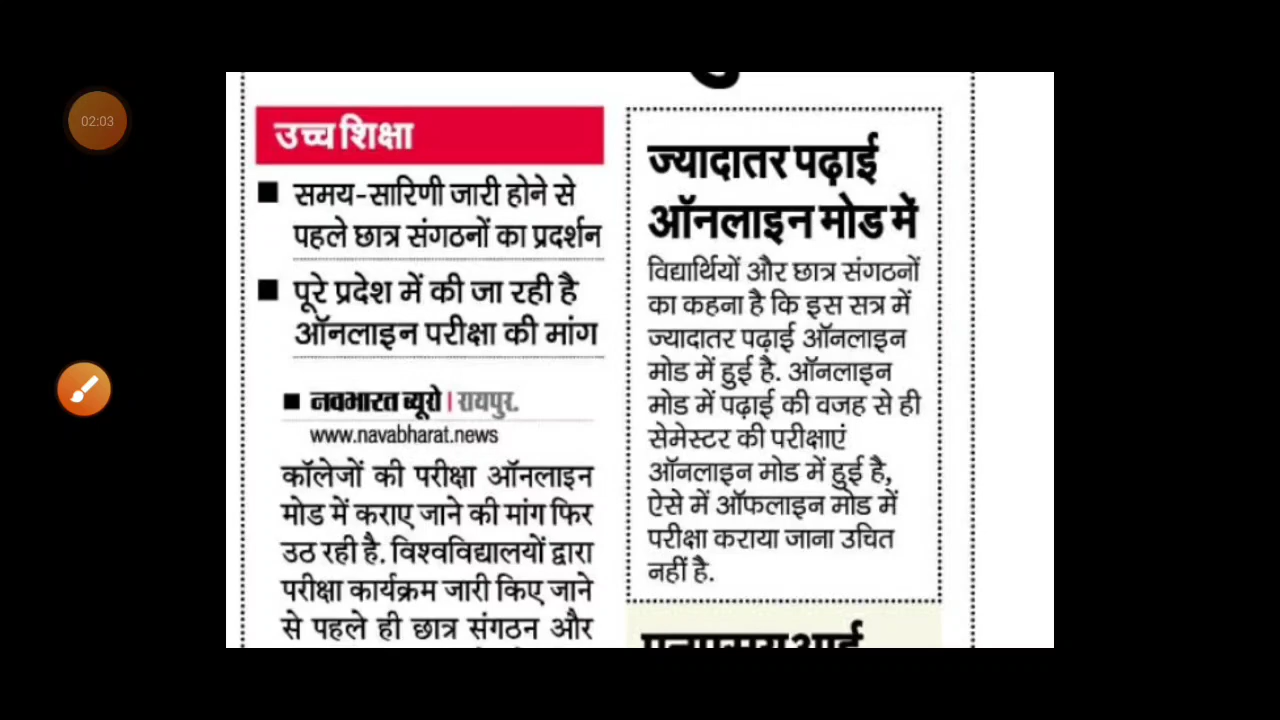 02:03
उच्च शिक्षा
■ समय-सारिणी जारी होने से
पहले छात्र संगठनों का प्रदर्शन
■ पूरे प्रदेश में की जा रही है
ऑनलाइन परीक्षा की मांग
■ नवभारत ब्यूरो | रायपुर.
www.navabharat.news
कॉलेजों की परीक्षा ऑनलाइन
मोड में कराए जाने की मांग फिर
उठ रही है. विश्वविद्यालयों द्वारा
परीक्षा कार्यक्रम जारी किए जाने
से पहले ही छात्र संगठन और
ज्यादातर पढ़ाई
ऑनलाइन मोड में
विद्यार्थियों और छात्र संगठनों
का कहना है कि इस सत्र में
ज्यादातर पढ़ाई ऑनलाइन
मोड में हुई है. ऑनलाइन
मोड में पढ़ाई की वजह से ही
सेमेस्टर की परीक्षाएं
ऑनलाइन मोड में हुई है,
ऐसे में ऑफलाइन मोड में
परीक्षा कराया जाना उचित
नहीं है.